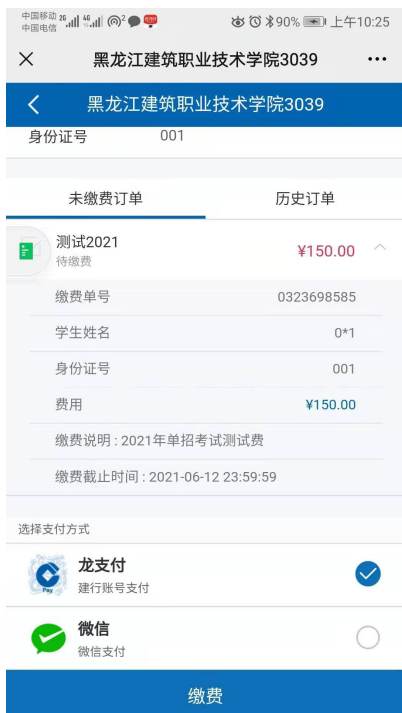 中国移动 26 46 2 90% 上午10:25
中国电信
黑龙江建筑职业技术学院3039
黑龙江建筑职业技术学院3039
身份证号 001
未缴费订单 历史订单
测试2021
待缴费
¥150.00
缴费单号 0323698585
学生姓名 0*1
身份证号 001
费用 ¥150.00
缴费说明 : 2021年单招考试测试费
缴费截止时间 : 2021-06-12 23:59:59
选择支付方式
Pay
龙支付
建行账号支付
微信
微信支付
缴费